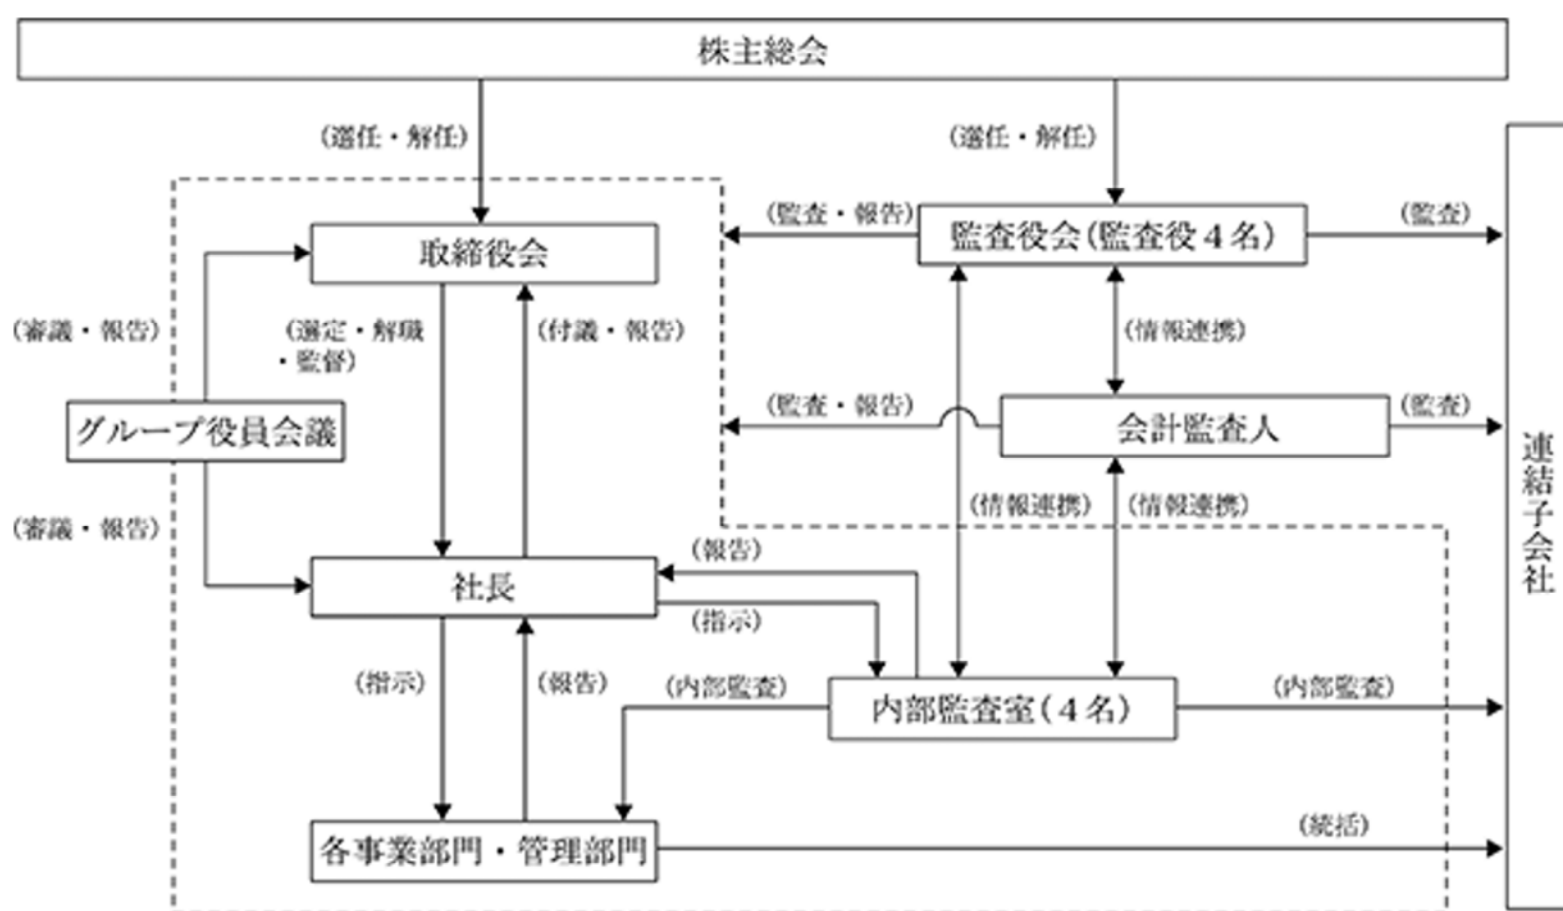 株主総会
(選任・解任)
(選任・解任)
(監査・報告)
監査役会(監査役4名)
(監査)
取締役会
(審議・報告)
(選定・解職
・監督)
(付議・報告)
(情報連携)
グループ役員会議
(監査・報告)
会計監査人
(監査)
連結子会社
(審議・報告)
(情報連携)
(情報連携)
(報告)
社長
(指示)
(指示)
(報告)
(内部監査)
内部監査室(4名)
(内部監査)
各事業部門・管理部門
(統括)